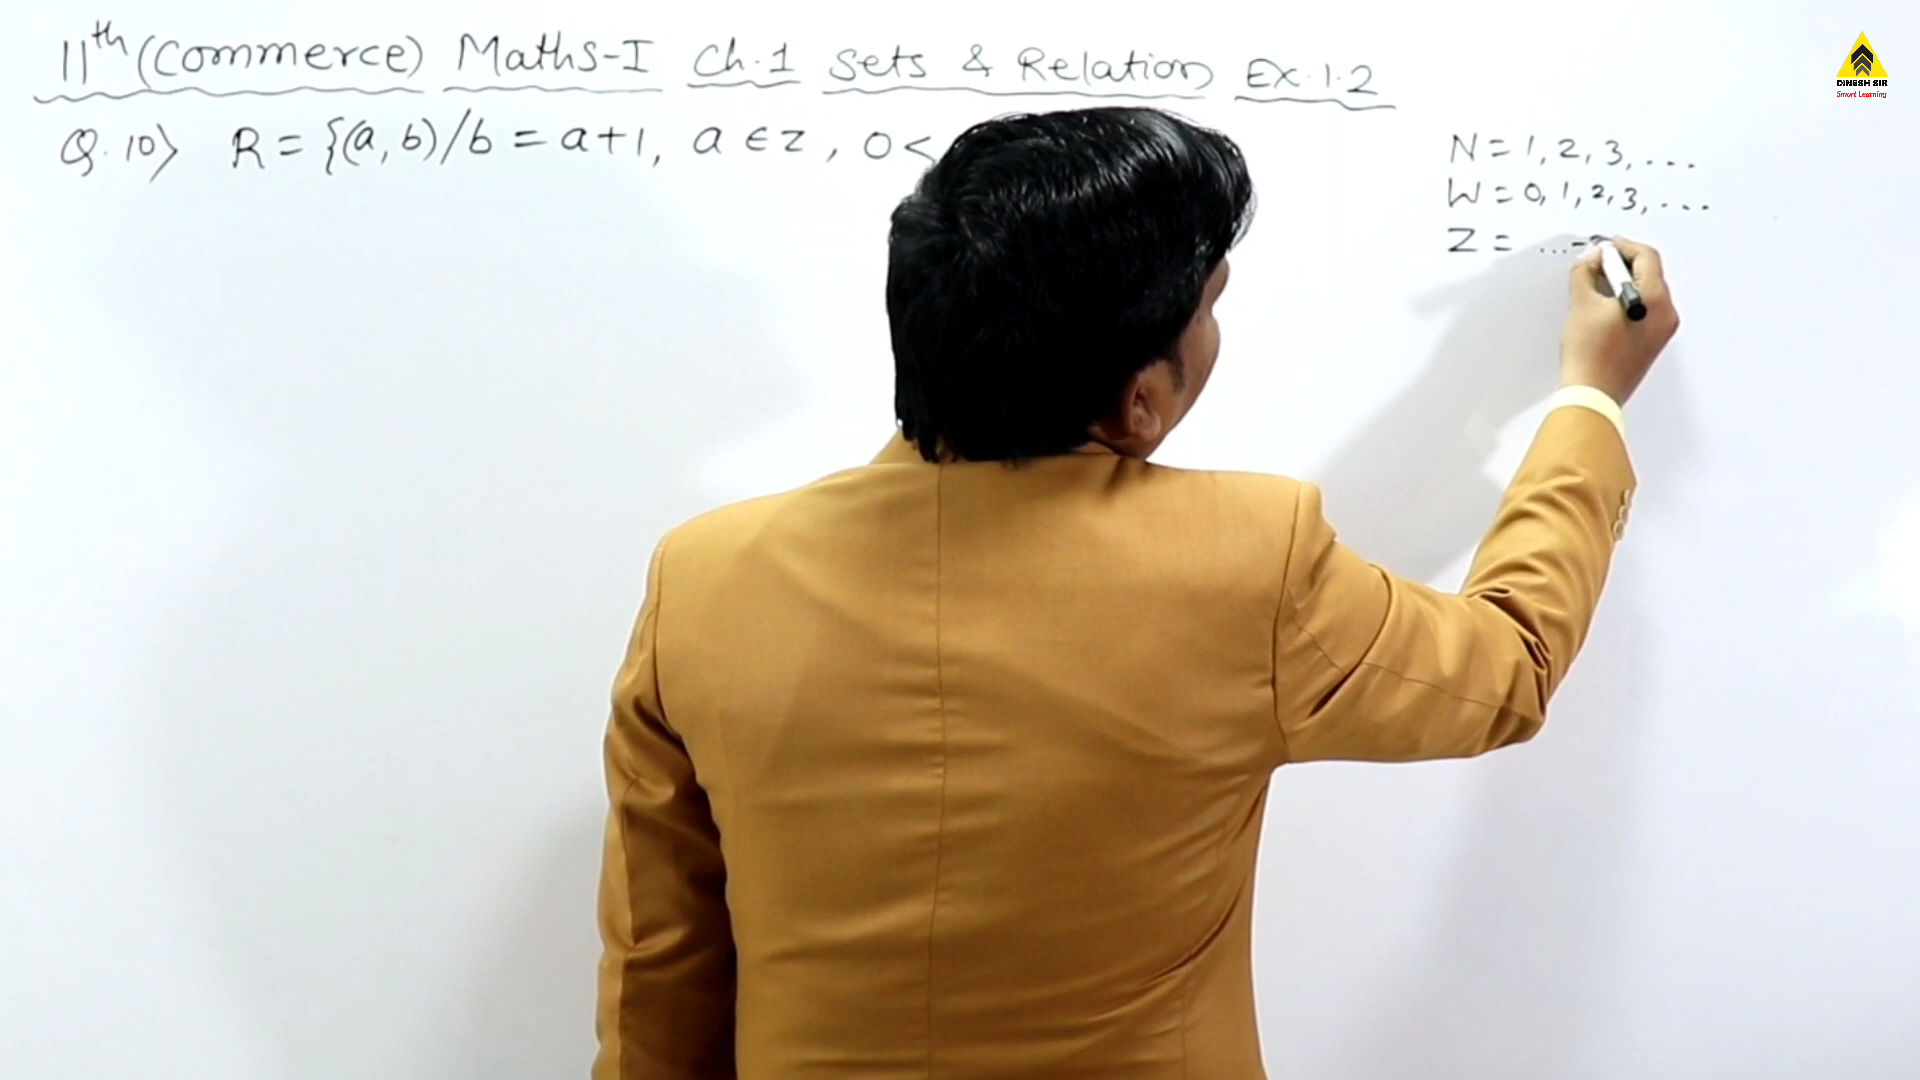 11th (Commerce) Maths-I Ch.1 Sets & Relation Ex.1.2
Q.10> R = {(a, b)/b = a+1, a ∈ z, 0 <
N = 1, 2, 3, ...
W = 0, 1, 2, 3, ...
Z = ...-
DINESH SIR
Smart Learning